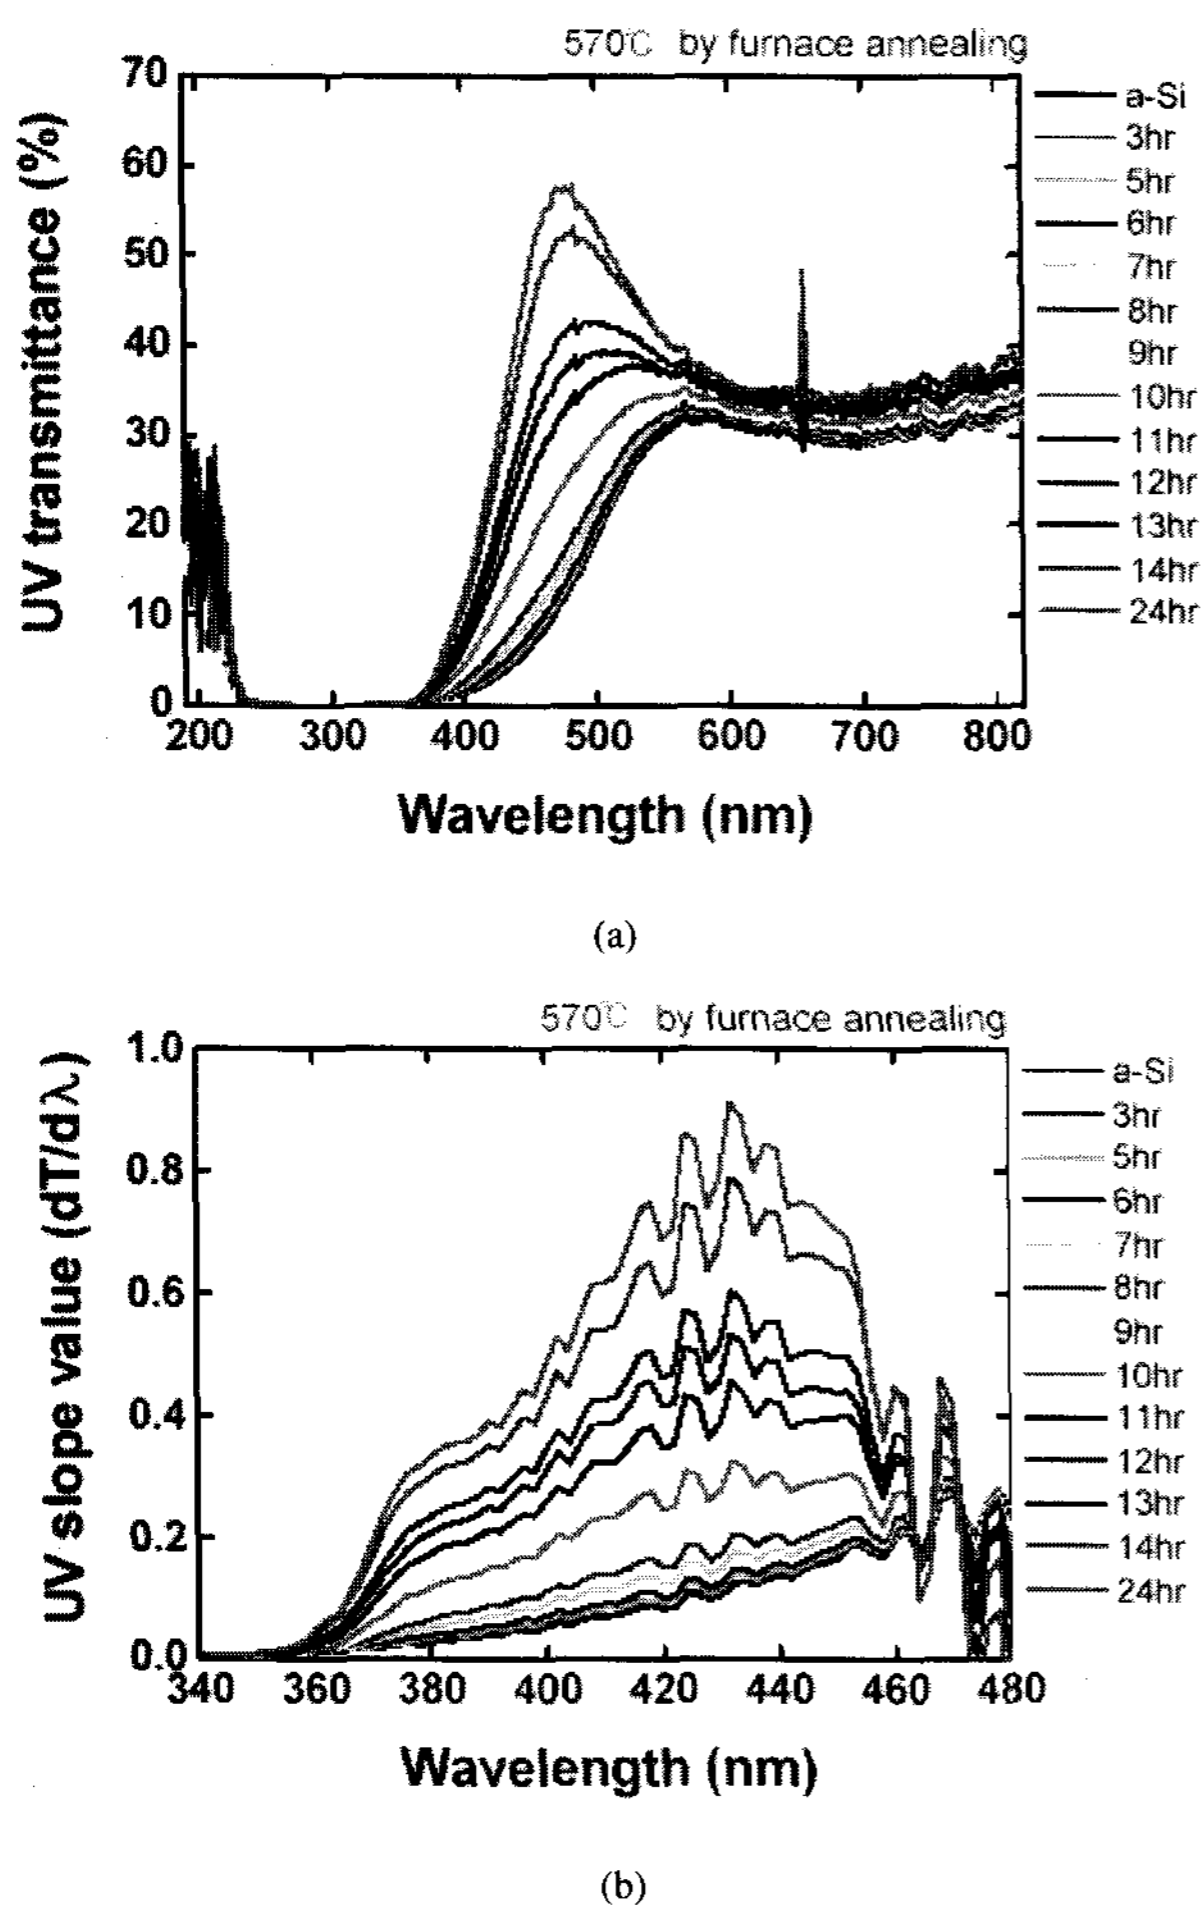 570℃ by furnace annealing
70
60
50
40
30
20
10
0
UV transmittance (%)
200 300 400 500 600 700 800
Wavelength (nm)
a-Si
3hr
5hr
6hr
7hr
8hr
9hr
10hr
11hr
12hr
13hr
14hr
24hr
(a)
570℃ by furnace annealing
1.0
0.8
0.6
0.4
0.2
0.0
UV slope value (dT/dλ)
340 360 380 400 420 440 460 480
Wavelength (nm)
a-Si
3hr
5hr
6hr
7hr
8hr
9hr
10hr
11hr
12hr
13hr
14hr
24hr
(b)